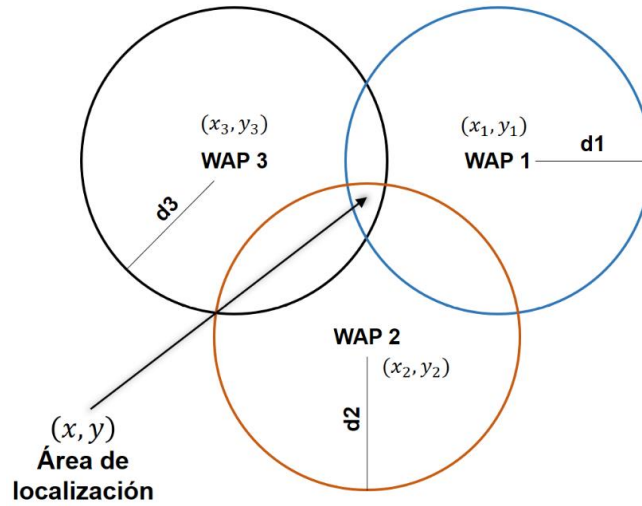 (x₃, y₃)
WAP 3
d3
(x₁, y₁)
WAP 1
d1
WAP 2
(x₂, y₂)
d2
(x, y)
Área de
localización